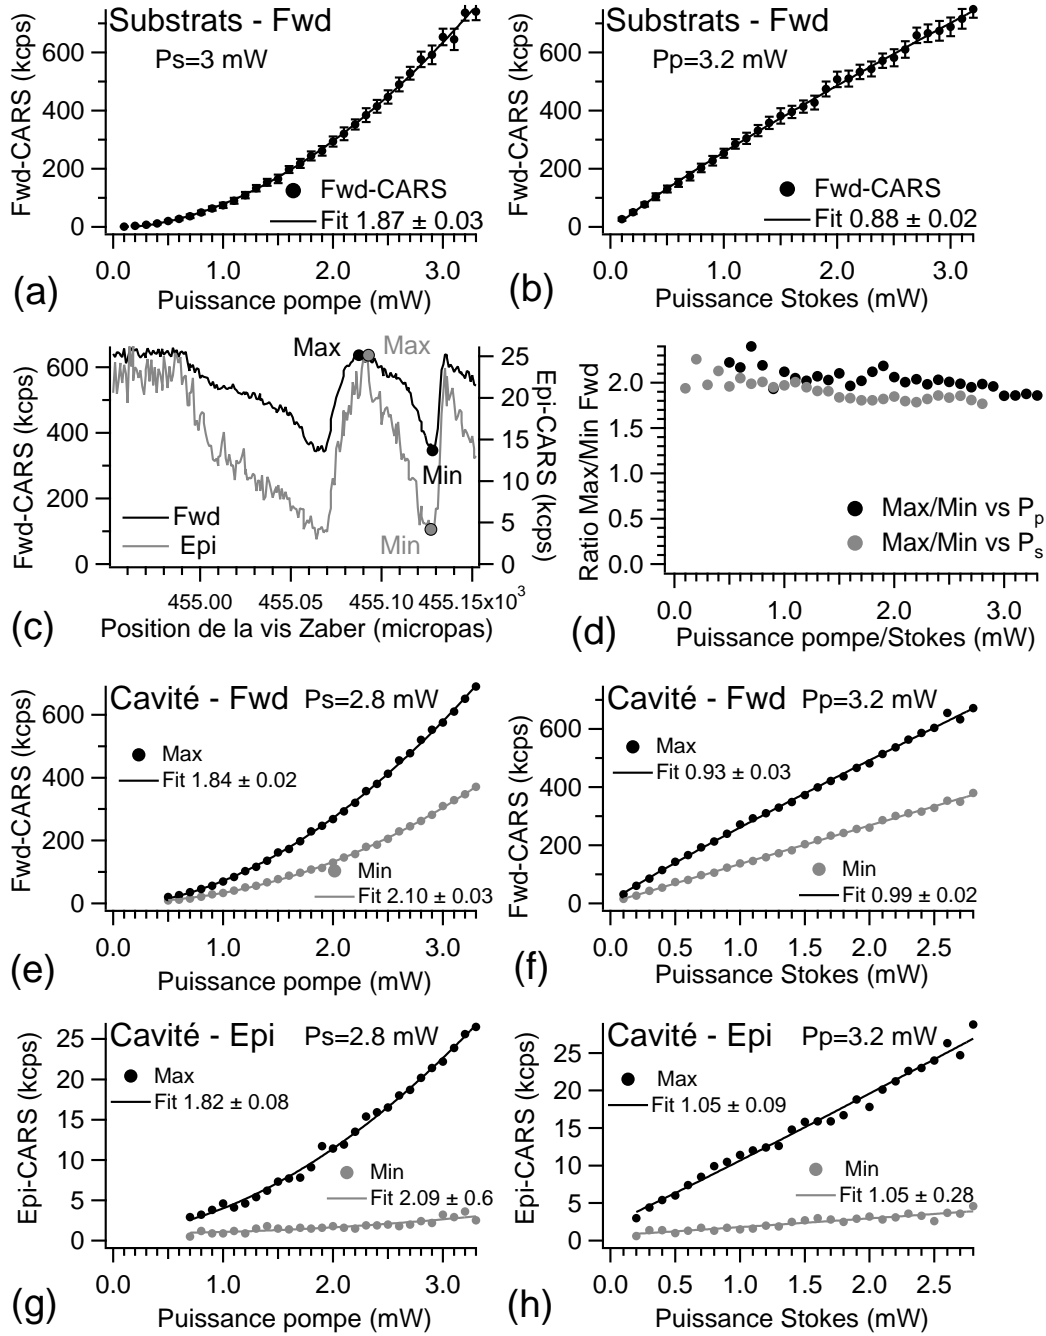 Substrats - Fwd
Ps=3 mW
Fwd-CARS (kcps)
600
400
200
0
Fwd-CARS
Fit 1.87 ± 0.03
0.0 1.0 2.0 3.0
Puissance pompe (mW)
(a)
Substrats - Fwd
Pp=3.2 mW
Fwd-CARS (kcps)
600
400
200
0
Fwd-CARS
Fit 0.88 ± 0.02
0.0 1.0 2.0 3.0
Puissance Stokes (mW)
(b)
Fwd-CARS (kcps)
600
400
200
0
Max
Max
Min
Min
Fwd
Epi
25
20
15
10
5
0
Epi-CARS (kcps)
455.00 455.05 455.10 455.15x10³
Position de la vis Zaber (micropas)
(c)
Ratio Max/Min Fwd
2.0
1.5
1.0
0.5
0.0
Max/Min vs Pp
Max/Min vs Ps
0.0 1.0 2.0 3.0
Puissance pompe/Stokes (mW)
(d)
Cavité - Fwd
Ps=2.8 mW
Fwd-CARS (kcps)
600
400
200
0
Max
Fit 1.84 ± 0.02
Min
Fit 2.10 ± 0.03
0.0 1.0 2.0 3.0
Puissance pompe (mW)
(e)
Cavité - Fwd
Pp=3.2 mW
Fwd-CARS (kcps)
600
400
200
0
Max
Fit 0.93 ± 0.03
Min
Fit 0.99 ± 0.02
0.0 0.5 1.0 1.5 2.0 2.5
Puissance Stokes (mW)
(f)
Cavité - Epi
Ps=2.8 mW
Epi-CARS (kcps)
25
20
15
10
5
0
Max
Fit 1.82 ± 0.08
Min
Fit 2.09 ± 0.6
0.0 1.0 2.0 3.0
Puissance pompe (mW)
(g)
Cavité - Epi
Pp=3.2 mW
Epi-CARS (kcps)
25
20
15
10
5
0
Max
Fit 1.05 ± 0.09
Min
Fit 1.05 ± 0.28
0.0 0.5 1.0 1.5 2.0 2.5
Puissance Stokes (mW)
(h)